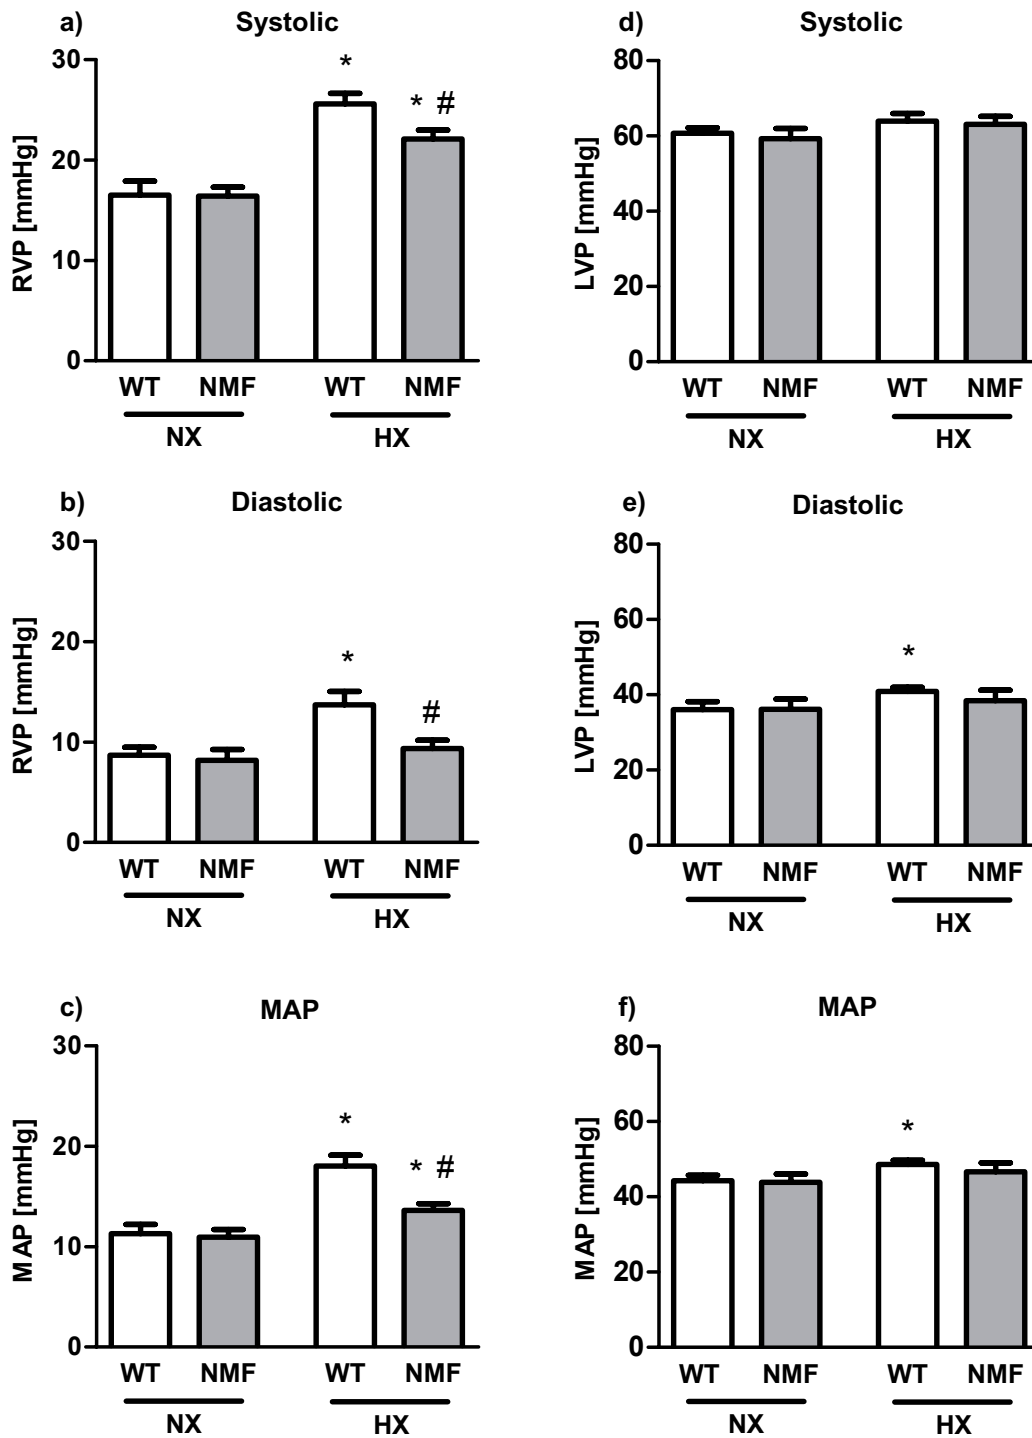 a) Systolic
RVP [mmHg]
30
20
10
0
*
* #
WT NMF WT NMF
NX HX
d) Systolic
LVP [mmHg]
80
60
40
20
0
WT NMF WT NMF
NX HX
b) Diastolic
RVP [mmHg]
30
20
10
0
*
#
WT NMF WT NMF
NX HX
e) Diastolic
LVP [mmHg]
80
60
40
20
0
*
WT NMF WT NMF
NX HX
c) MAP
MAP [mmHg]
30
20
10
0
*
* #
WT NMF WT NMF
NX HX
f) MAP
MAP [mmHg]
80
60
40
20
0
*
WT NMF WT NMF
NX HX